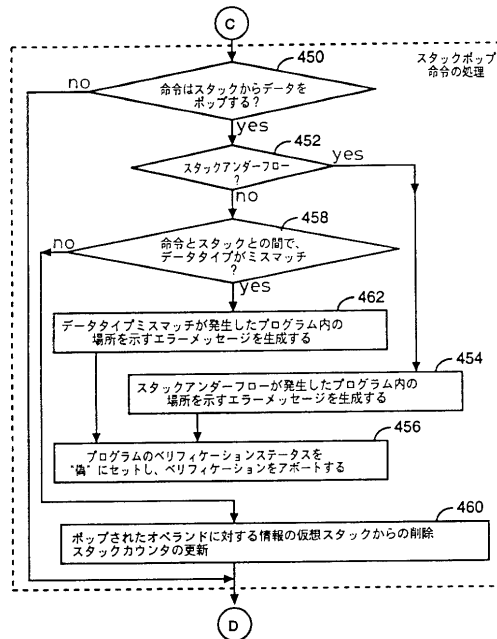 C
スタックポップ
命令の処理
450
命令はスタックからデータを
ポップする?
no
yes
452
スタックアンダーフロー
?
yes
no
458
命令とスタックとの間で、
データタイプがミスマッチ
?
no
yes
462
データタイプミスマッチが発生したプログラム内の
場所を示すエラーメッセージを生成する
454
スタックアンダーフローが発生したプログラム内の
場所を示すエラーメッセージを生成する
456
プログラムのベリフィケーションステータスを
"偽"にセットし、ベリフィケーションをアボートする
460
ポップされたオペランドに対する情報の仮想スタックからの削除
スタックカウンタの更新
D